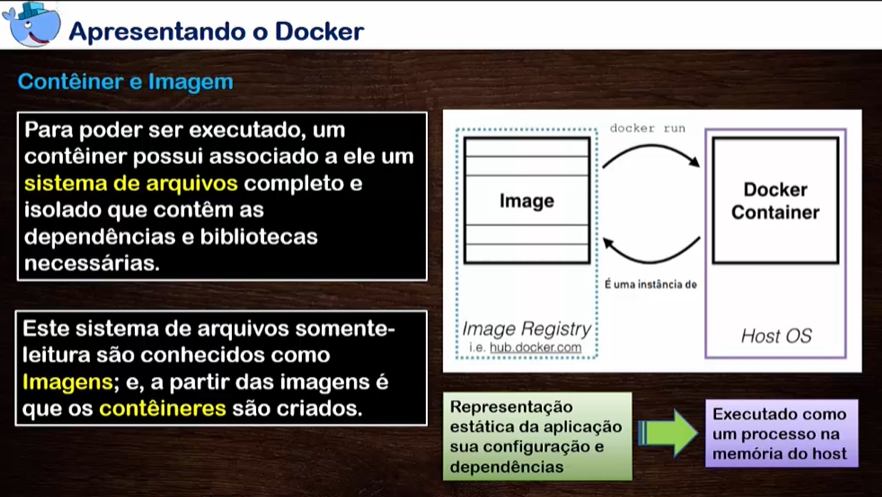 Apresentando o Docker
Contêiner e Imagem
Para poder ser executado, um
contêiner possui associado a ele um
sistema de arquivos completo e
isolado que contêm as
dependências e bibliotecas
necessárias.
Este sistema de arquivos somente-
leitura são conhecidos como
Imagens; e, a partir das imagens é
que os contêineres são criados.
docker run
Image
Docker
Container
É uma instância de
Image Registry
i.e. hub.docker.com
Host OS
Representação
estática da aplicação
sua configuração e
dependências
Executado como
um processo na
memória do host